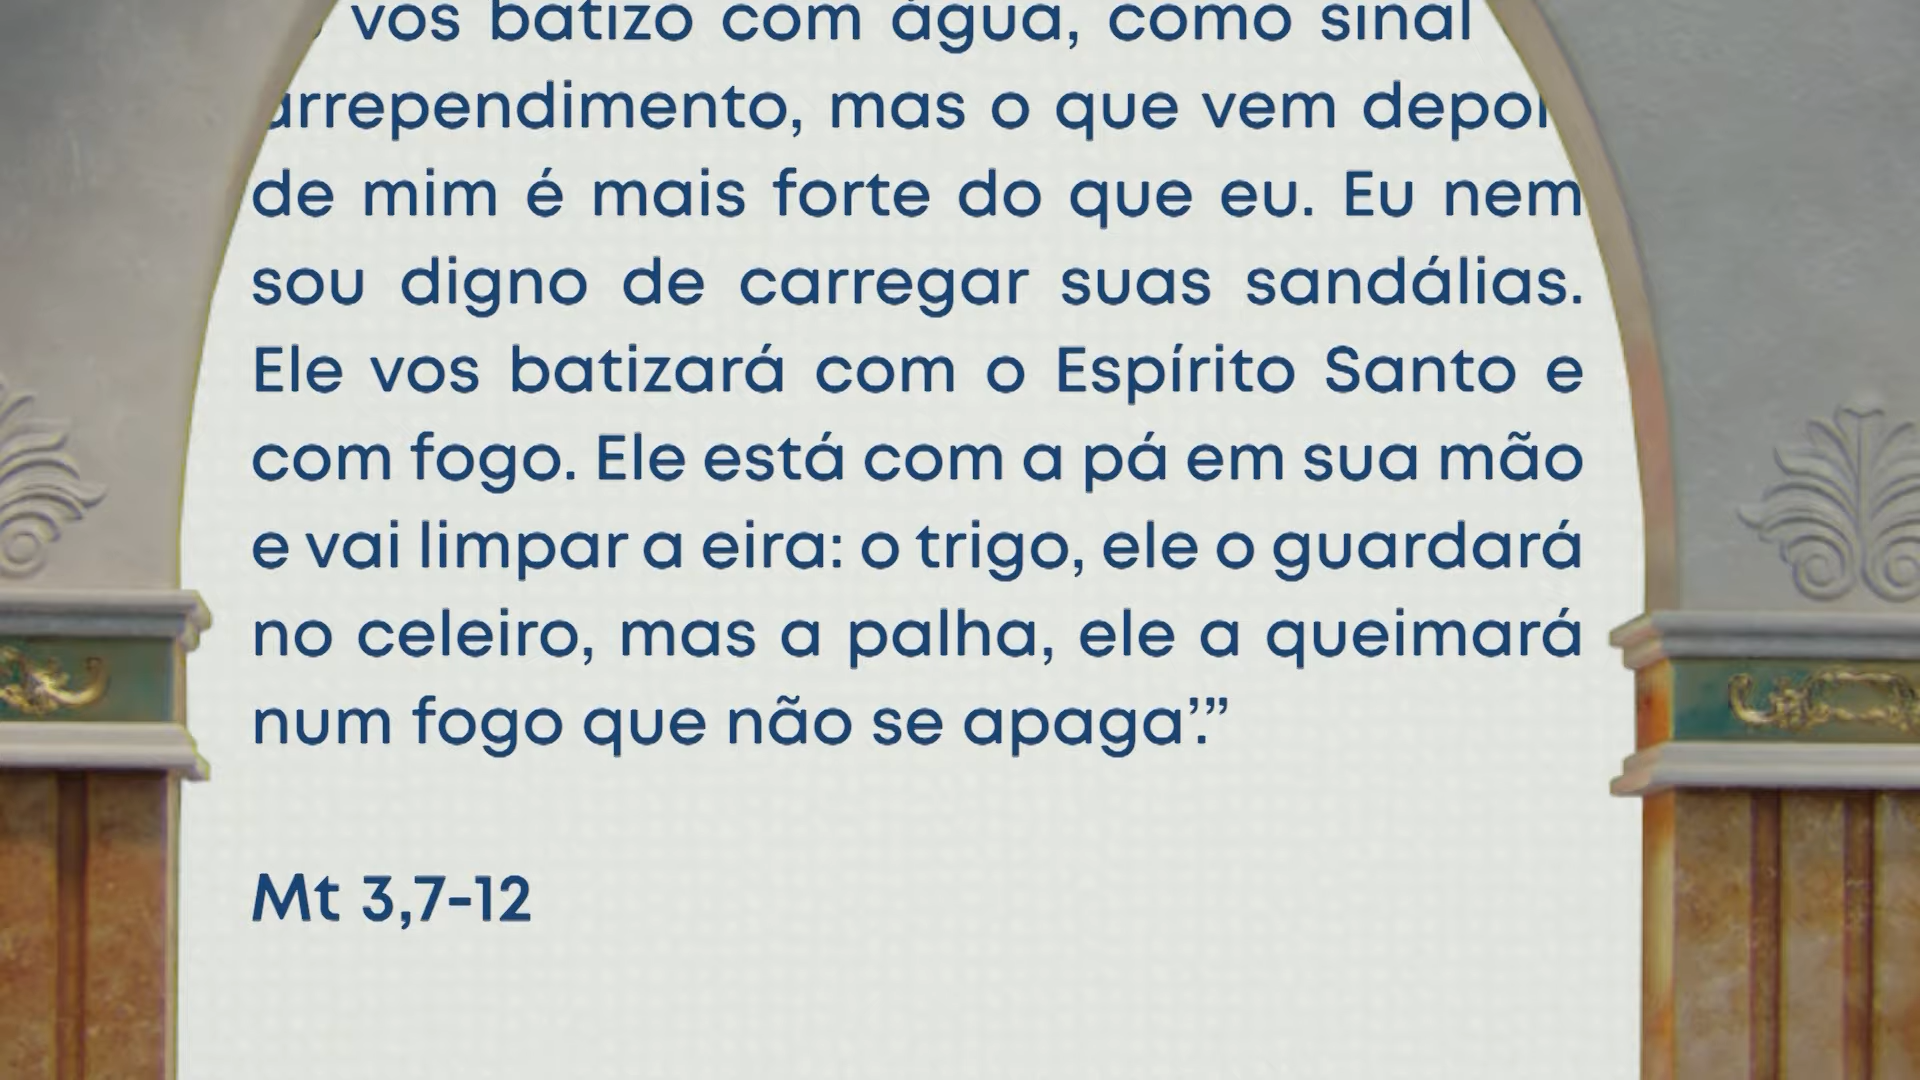 vos batizo com água, como sinal
arrependimento, mas o que vem
de mim é mais forte do que eu. Eu nem
sou digno de carregar suas sandálias.
Ele vos batizará com o Espírito Santo e
com fogo. Ele está com a pá em sua mão
e vai limpar a eira: o trigo, ele o guardará
no celeiro, mas a palha, ele a queimará
num fogo que não se apaga’.”
Mt 3,7-12